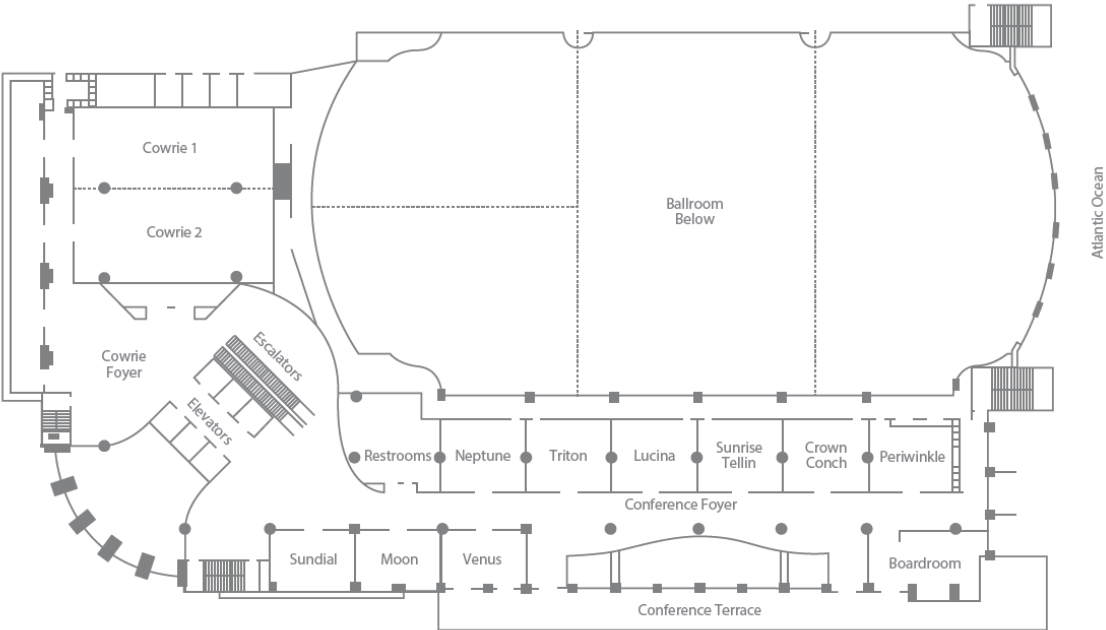 Cowrie 1
Cowrie 2
Ballroom
Below
Atlantic Ocean
Cowrie
Foyer
Escalators
Elevators
Restrooms
Neptune
Triton
Lucina
Sunrise
Tellin
Crown
Conch
Periwinkle
Conference Foyer
Sundial
Moon
Venus
Boardroom
Conference Terrace